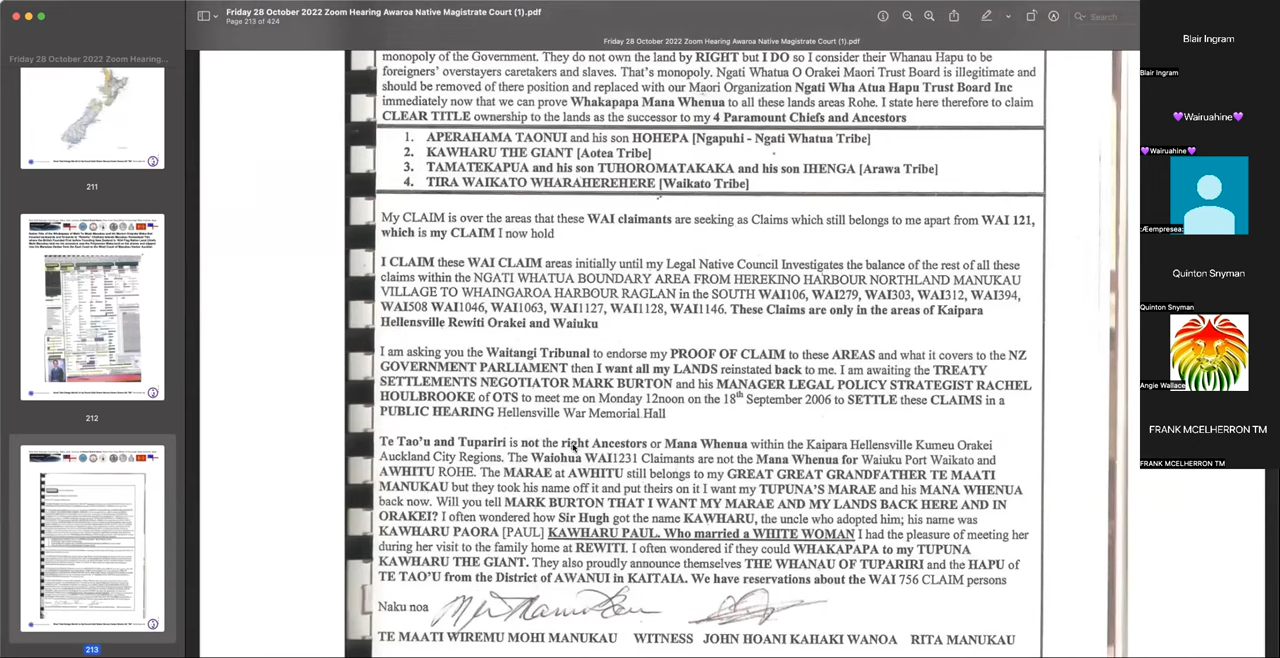 Friday 28 October 2022 Zoom Hearing Awaroa Native Magistrate Court (1).pdf
Page 213 of 424
Search
Friday 28 October 2022 Zoom Hearing...
Friday 28 October 2022 Zoom Hearing Awaroa Native Magistrate Court (1).pdf
211
212
213
monopoly of the Government. They do not own the land by RIGHT but I DO so I consider their Whanau Hapu to be
foreigners' overstayers caretakers and slaves. That's monopoly. Ngati Whatua O Orakei Maori Trust Board is illegitimate and
should be removed of there position and replaced with our Maori Organization Ngati Wha Atua Hapu Trust Board Inc
immediately now that we can prove Whakapapa Mana Whenua to all these lands areas Rohe. I state here therefore to claim
CLEAR TITLE ownership to the lands as the successor to my 4 Paramount Chiefs and Ancestors
1. APERAHAMA TAONUI and his son HOHEPA [Ngapuhi - Ngati Whatua Tribe]
2. KAWHARU THE GIANT [Aotea Tribe]
3. TAMATEKAPUA and his son TUHOROMATAKAKA and his son IHENGA [Arawa Tribe]
4. TIRA WAIKATO WHARAHEREHERE [Waikato Tribe]
My CLAIM is over the areas that these WAI claimants are seeking as Claims which still belongs to me apart from WAI 121,
which is my CLAIM I now hold
I CLAIM these WAI CLAIM areas initially until my Legal Native Council Investigates the balance of the rest of all these
claims within the NGATI WHATUA BOUNDARY AREA FROM HEREKINO HARBOUR NORTHLAND MANUKAU
VILLAGE TO WHAINGAROA HARBOUR RAGLAN in the SOUTH WAI106, WAI279, WAI303, WAI312, WAI394,
WAI508 WAI1046, WAI1063, WAI1127, WAI1128, WAI1146. These Claims are only in the areas of Kaipara
Hellensville Rewiti Orakei and Waiuku
I am asking you the Waitangi Tribunal to endorse my PROOF OF CLAIM to these AREAS and what it covers to the NZ
GOVERNMENT PARLIAMENT then I want all my LANDS reinstated back to me. I am awaiting the TREATY
SETTLEMENTS NEGOTIATOR MARK BURTON and his MANAGER LEGAL POLICY STRATEGIST RACHEL
HOULBROOKE of OTS to meet me on Monday 12noon on the 18th September 2006 to SETTLE these CLAIMS in a
PUBLIC HEARING Hellensville War Memorial Hall
Te Tao'u and Tupariri is not the right Ancestors or Mana Whenua within the Kaipara Hellensville Kumeu Orakei
Auckland City Regions. The Waiohua WAI1231 Claimants are not the Mana Whenua for Waiuku Port Waikato and
AWHITU ROHE. The MARAE at AWHITU still belongs to my GREAT GREAT GRANDFATHER TE MAATI
MANUKAU but they took his name off it and put theirs on it I want my TUPUNA'S MARAE and his MANA WHENUA
back now. Will you tell MARK BURTON THAT I WANT MY MARAE AND MY LANDS BACK HERE AND IN
ORAKEI? I often wondered how Sir Hugh got the name KAWHARU, the uncle who adopted him; his name was
KAWHARU PAORA [PAUL] KAWHARU PAUL. Who married a WHITE WOMAN I had the pleasure of meeting her
during her visit to the family home at REWITI. I often wondered if they could WHAKAPAPA to my TUPUNA
KAWHARU THE GIANT. They also proudly announce themselves THE WHANAU OF TUPARIRI and the HAPU of
TE TAO'U from the District of AWANUI in KAITAIA. We have reservations about the WAI 756 CLAIM persons
Naku noa
TE MAATI WIREMU MOHI MANUKAU WITNESS JOHN HOANI KAHAKI WANOA RITA MANUKAU
Blair Ingram
Blair Ingram
💜Wairuahine💜
💜Wairuahine💜
:Æempresea:
Quinton Snyman
Quinton Snyman
Angie Wallace
FRANK MCELHERRON TM
FRANK MCELHERRON TM